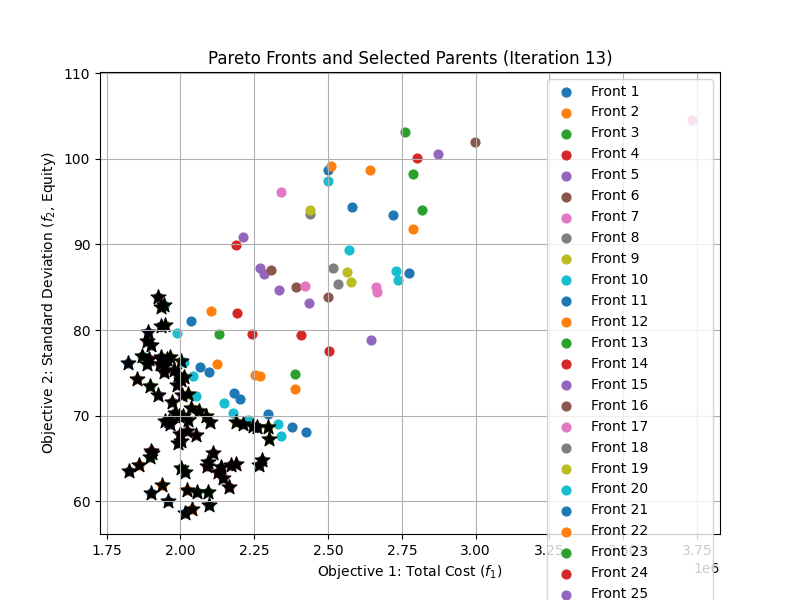 Pareto Fronts and Selected Parents (Iteration 13)
Objective 2: Standard Deviation (f₂, Equity)
110
100
90
80
70
60
Front 1
Front 2
Front 3
Front 4
Front 5
Front 6
Front 7
Front 8
Front 9
Front 10
Front 11
Front 12
Front 13
Front 14
Front 15
Front 16
Front 17
Front 18
Front 19
Front 20
Front 21
Front 22
Front 23
Front 24
Front 25
1.75
2.00
2.25
2.50
2.75
3.00
3.75
1e6
Objective 1: Total Cost (f₁)